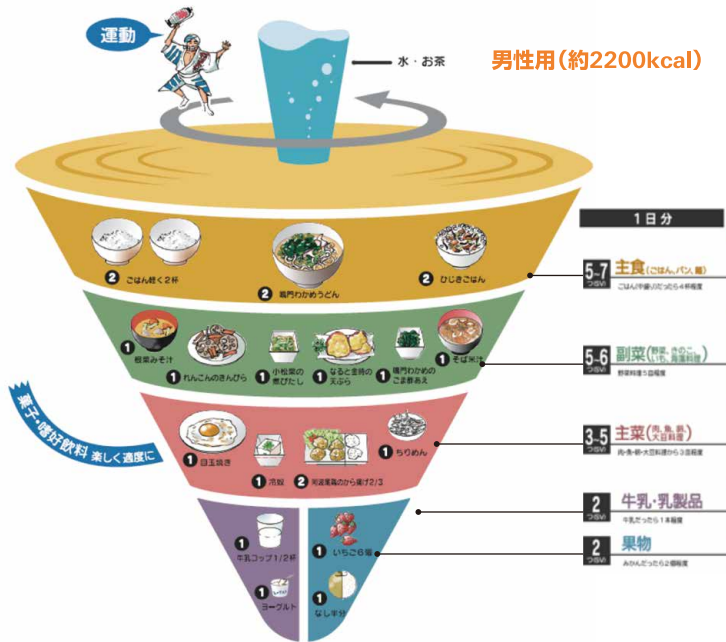 運動
水・お茶
男性用(約2200kcal)
1日分
2 ごはん軽く2杯
2 鳴門わかめうどん
2 ひじきごはん
5~7
つ(SV)
主食(ごはん、パン、麺)
ごはん(中盛り)だったら4杯程度
1 根菜みそ汁
1 れんこんのきんぴら
1 小松菜の
煮びたし
1 なると金時の
天ぷら
1 鳴門わかめの
ごま酢あえ
1 そば米汁
5~6
つ(SV)
副菜(野菜、きのこ、
いも、海藻料理)
野菜料理5皿程度
菓子・嗜好飲料 楽しく適度に
1 目玉焼き
1 冷奴
2 阿波尾鶏のから揚げ2/3
1 ちりめん
3~5
つ(SV)
主菜(肉、魚、卵、
大豆料理)
肉・魚・卵・大豆料理から3皿程度
1
牛乳コップ1/2杯
1
ヨーグルト
2
つ(SV)
牛乳・乳製品
牛乳だったら1本程度
1 いちご6個
1
なし半分
2
つ(SV)
果物
みかんだったら2個程度